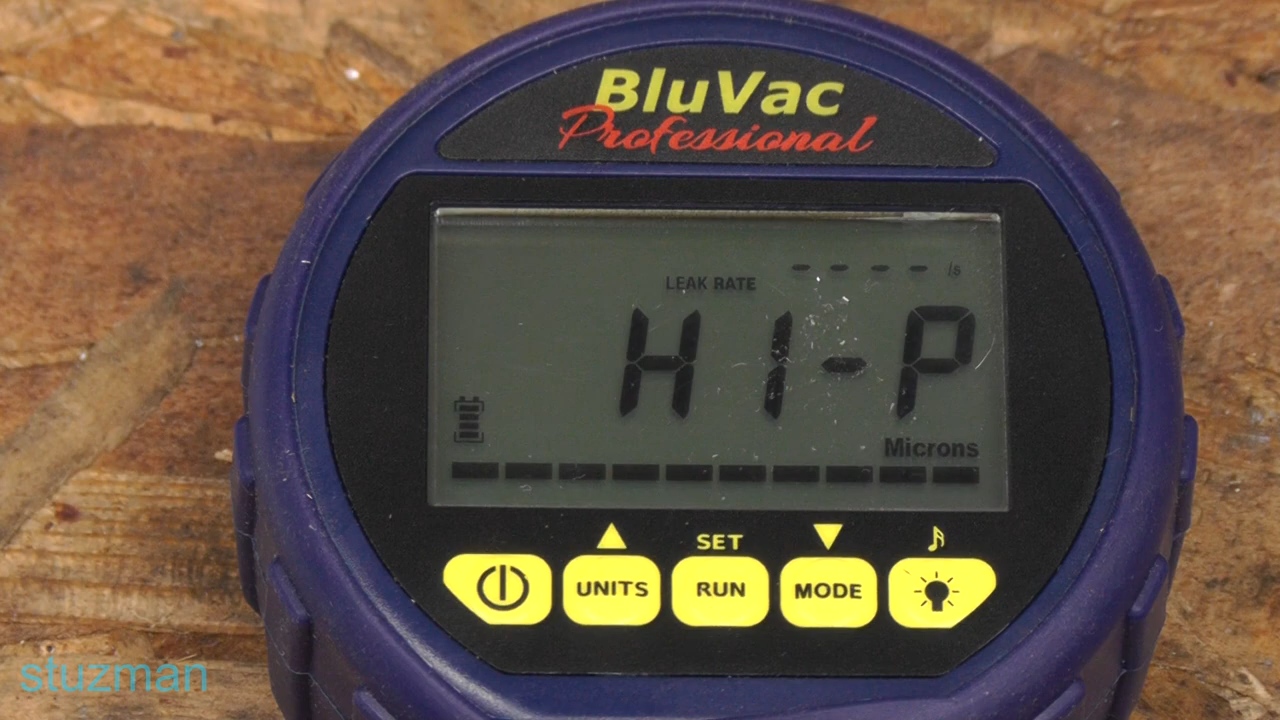 BluVac
Professional
LEAK RATE ---- /s
HI-P
Microns
SET
UNITS RUN MODE
stuzman